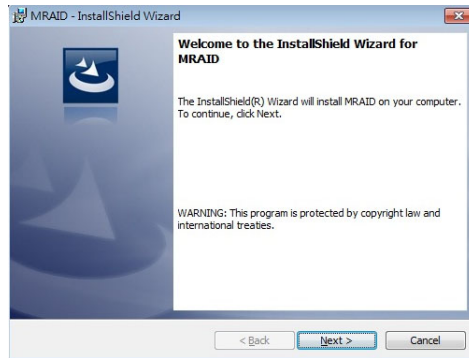 MRAID - InstallShield Wizard
Welcome to the InstallShield Wizard for
MRAID
The InstallShield(R) Wizard will install MRAID on your computer.
To continue, click Next.
WARNING: This program is protected by copyright law and
international treaties.
< Back
Next >
Cancel